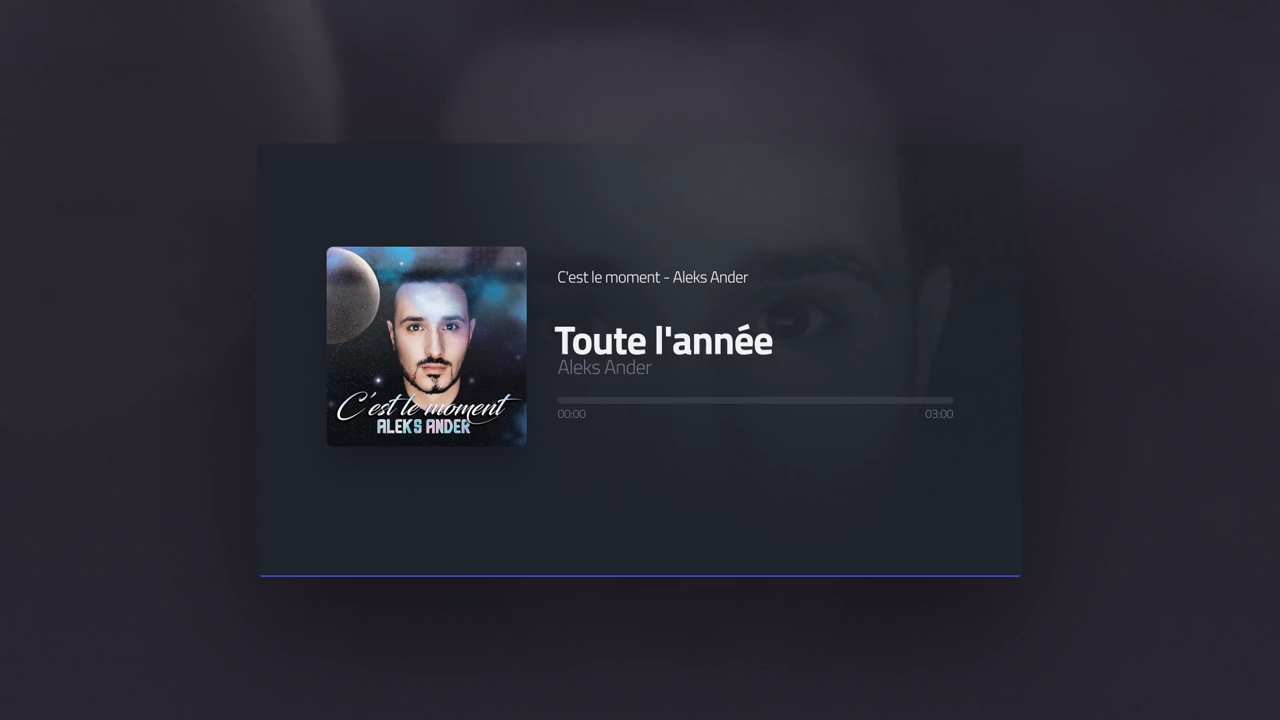 C'est le moment
ALEKS ANDER
C'est le moment - Aleks Ander
Toute l'année
Aleks Ander
00:00
03:00